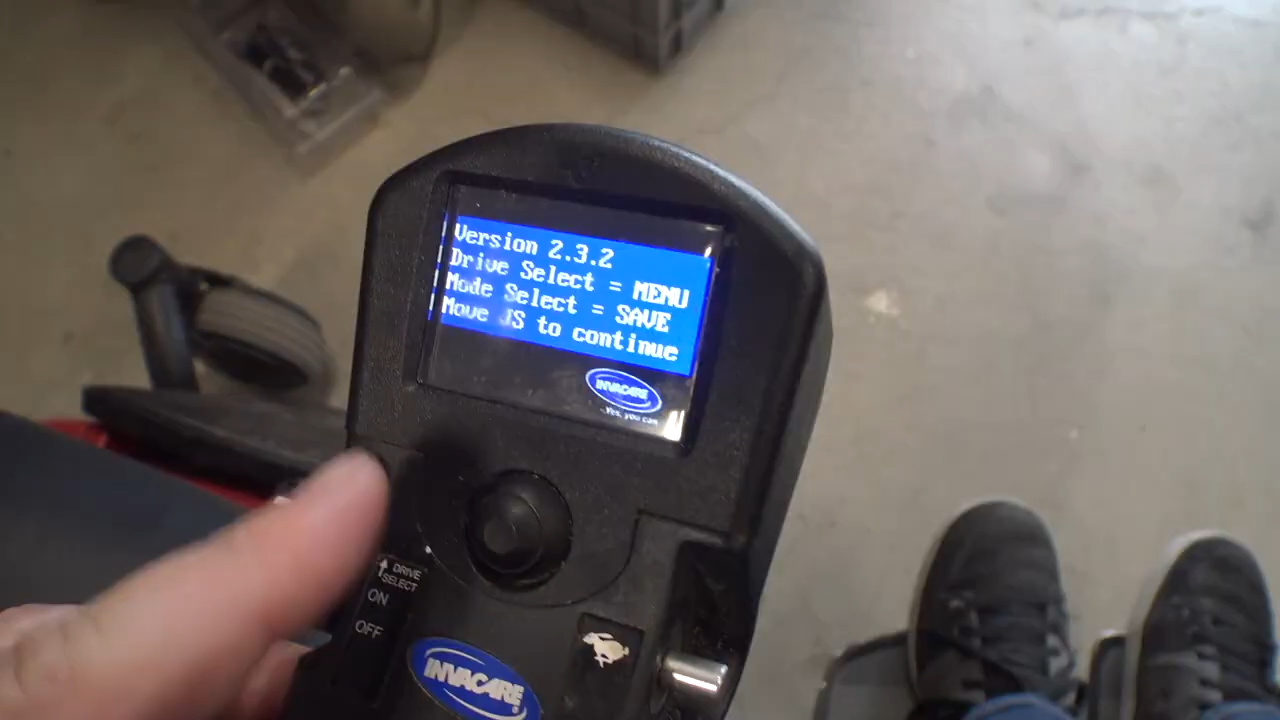 Version 2.3.2
Drive Select = MENU
Mode Select = SAVE
Move JS to continue
INVACARE
Yes, you can
DRIVE
SELECT
ON
OFF
INVACARE